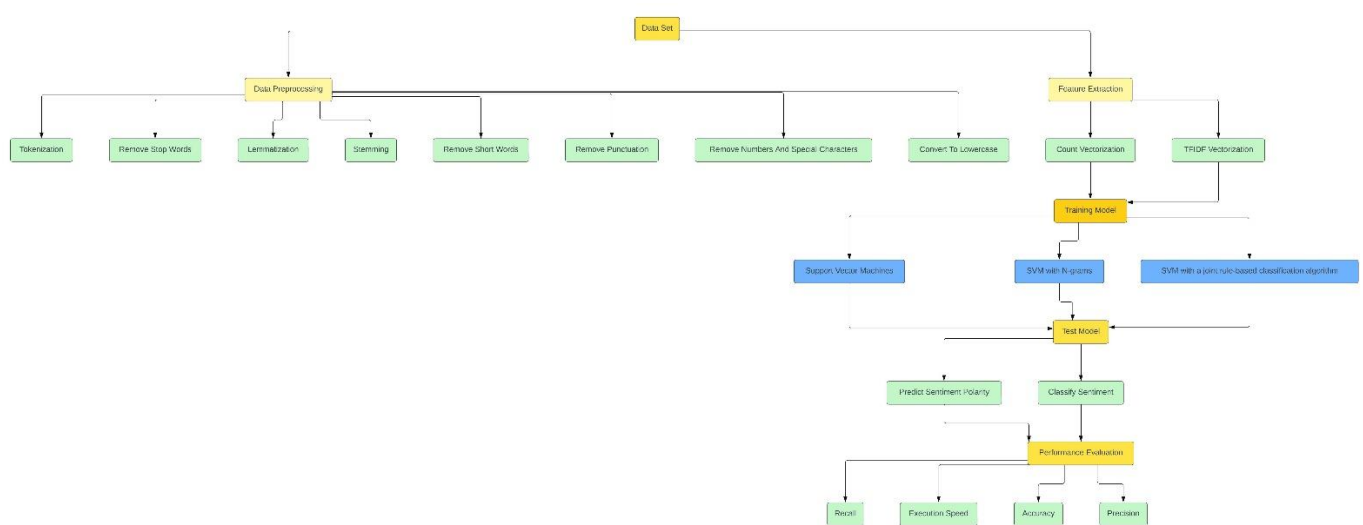 Data Set
Data Preprocessing
Feature Extraction
Tokenization
Remove Stop Words
Lemmatization
Stemming
Remove Short Words
Remove Punctuation
Remove Numbers And Special Characters
Convert To Lowercase
Count Vectorization
TFIDF Vectorization
Training Model
Support Vector Machines
SVM with N-grams
SVM with a joint rule-based classification algorithm
Test Model
Predict Sentiment Polarity
Classify Sentiment
Performance Evaluation
Recall
Execution Speed
Accuracy
Precision